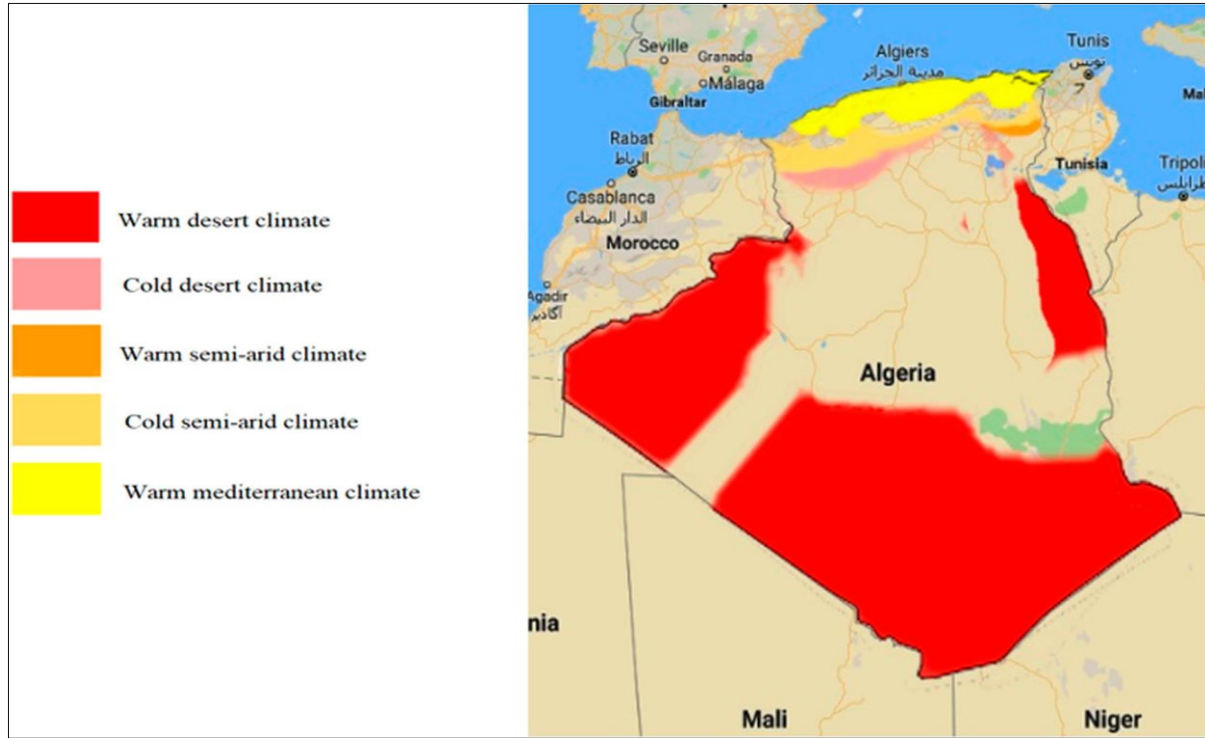 Warm desert climate
Cold desert climate
Warm semi-arid climate
Cold semi-arid climate
Warm mediterranean climate
Seville
Granada
Málaga
Gibraltar
Algiers
مدينة الجزائر
Tunis
تونس
Rabat
الرباط
Casablanca
الدار البيضاء
Morocco
Agadir
أكادير
Tunisia
Tripoli
طرابلس
Algeria
Mali
Niger
nia
Mal